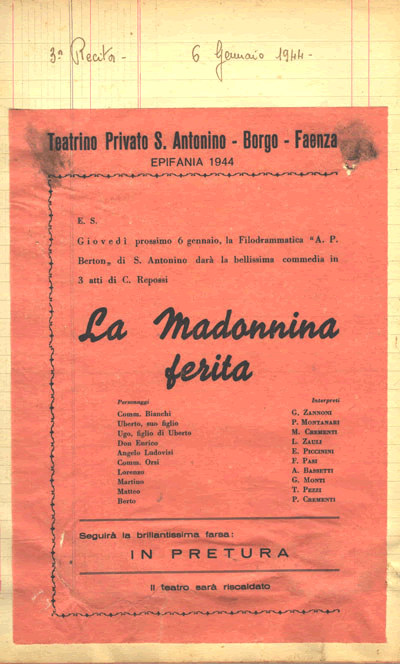 3ª Recita - 6 Gennaio 1944 -
Teatrino Privato S. Antonino - Borgo - Faenza
EPIFANIA 1944
E. S.
Giovedì prossimo 6 gennaio, la Filodrammatica "A. P.
Berton„ di S. Antonino darà la bellissima commedia in
3 atti di C. Repossi
La Madonnina
ferita
Personaggi Interpreti
Comm. Bianchi G. ZANNONI
Uberto, suo figlio P. MONTANARI
Ugo, figlio di Uberto M. CREMENTI
Don Enrico L. ZAULI
Angelo Lodovisi E. PICCININI
Comm. Orsi F. PASI
Lorenzo A. BASSETTI
Martino G. MONTI
Matteo T. PEZZI
Berto P. CREMENTI
Seguirà la brillantissima farsa:
IN PRETURA
Il teatro sarà riscaldato